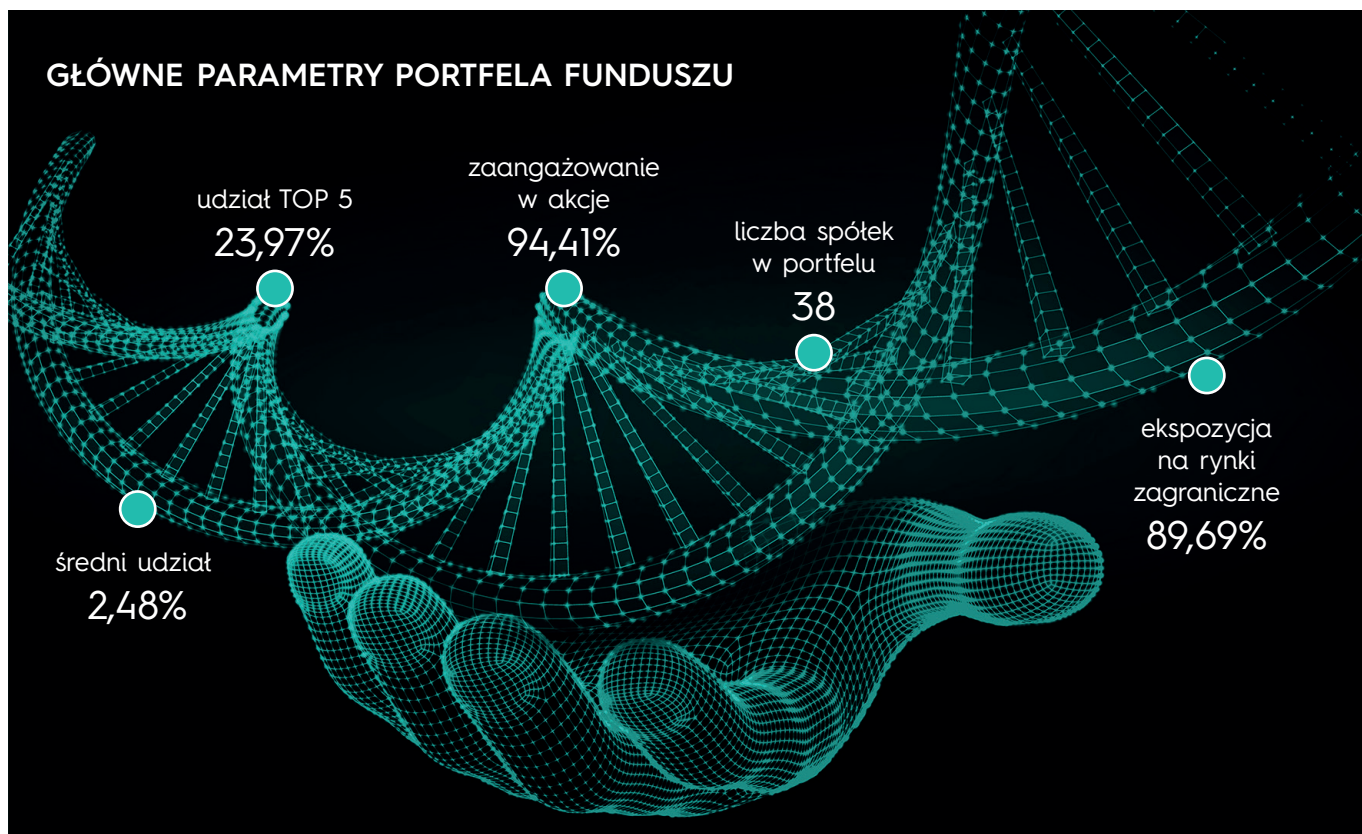 GŁÓWNE PARAMETRY PORTFELA FUNDUSZU
udział TOP 5
23,97%
zaangażowanie
w akcje
94,41%
liczba spółek
w portfelu
38
ekspozycja
na rynki
zagraniczne
89,69%
średni udział
2,48%